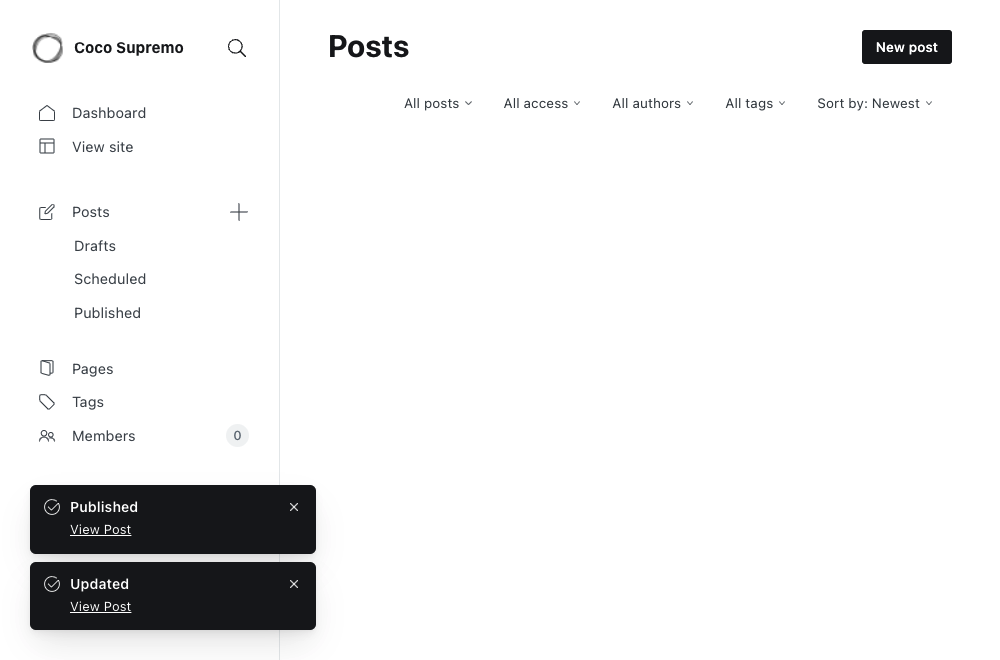 Coco Supremo
Dashboard
View site
Posts
Drafts
Scheduled
Published
Pages
Tags
Members 0
Published
View Post
Updated
View Post
Posts
New post
All posts All access All authors All tags Sort by: Newest